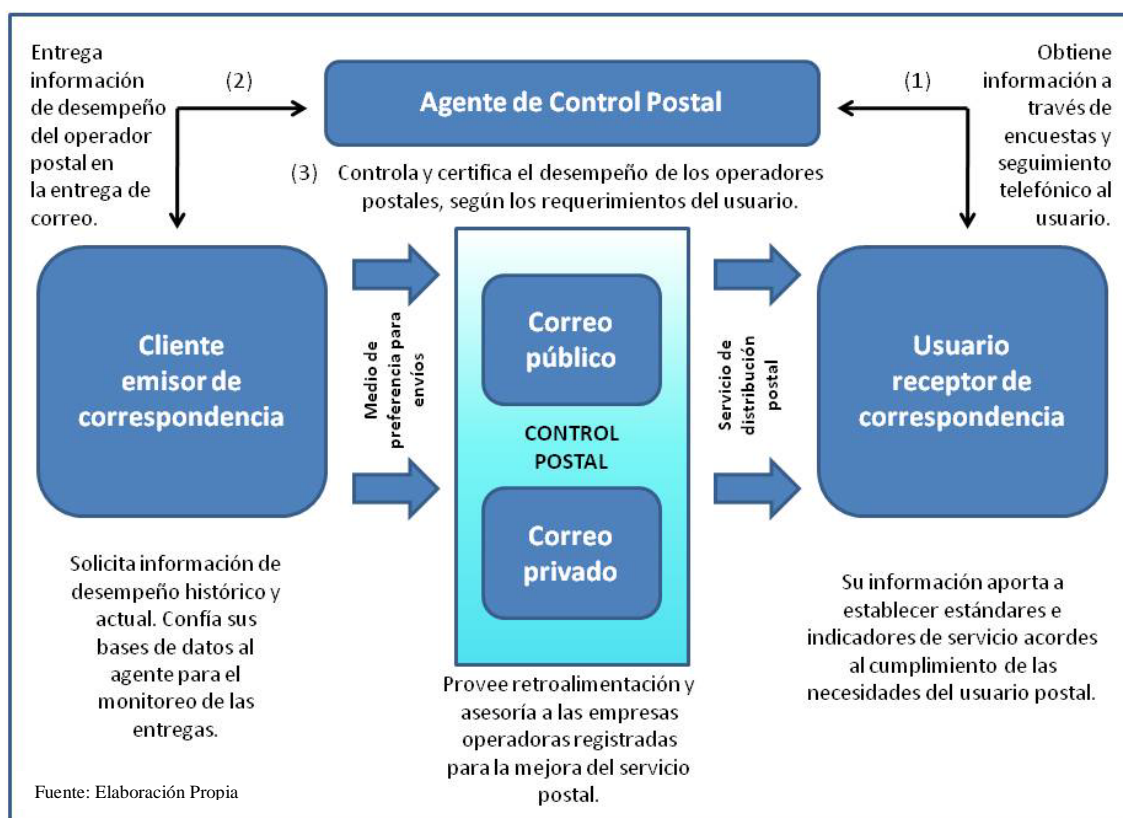 Entrega
información
de desempeño
del operador
postal en
la entrega de
correo.
(2)
Agente de Control Postal
(1)
Obtiene
información a
través de
encuestas y
seguimiento
telefónico al
usuario.
(3) Controla y certifica el desempeño de los operadores
postales, según los requerimientos del usuario.
Cliente
emisor de
correspondencia
Medio de
preferencia para
envíos
Correo
público
CONTROL
POSTAL
Correo
privado
Servicio de
distribución
postal
Usuario
receptor de
correspondencia
Solicita información de
desempeño histórico y
actual. Confía sus
bases de datos al
agente para el
monitoreo de las
entregas.
Provee retroalimentación y
asesoría a las empresas
operadoras registradas
para la mejora del servicio
postal.
Su información aporta a
establecer estándares e
indicadores de servicio acordes
al cumplimiento de las
necesidades del usuario postal.
Fuente: Elaboración Propia